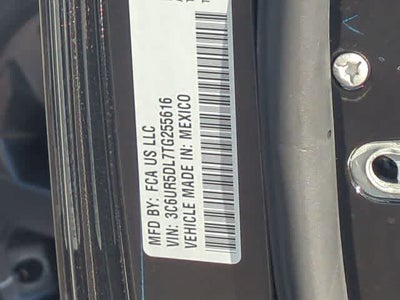 MFD BY: FCA US LLC
VIN: 3C6UR5DL7TG255616
VEHICLE MADE IN: MEXICO